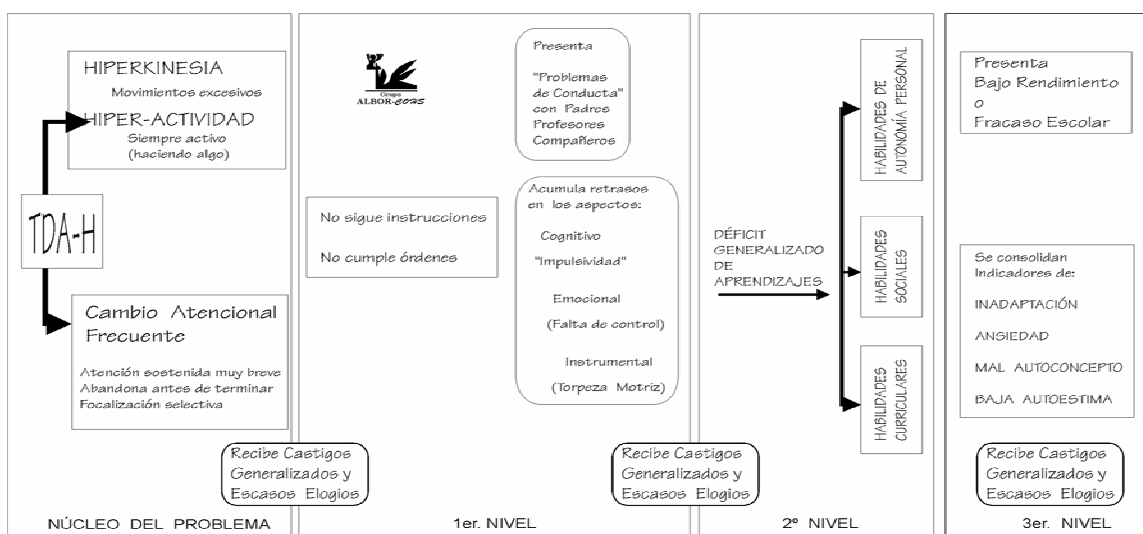 TDA-H
HIPERKINESIA
Movimientos excesivos
HIPER-ACTIVIDAD
Siempre activo
(haciendo algo)
Cambio Atencional
Frecuente
Atención sostenida muy breve
Abandona antes de terminar
Focalización selectiva
Recibe Castigos
Generalizados y
Escasos Elogios
NÚCLEO DEL PROBLEMA
Grupo
ALBOR-COHS
No sigue instrucciones
No cumple órdenes
Presenta
"Problemas
de Conducta"
con Padres
Profesores
Compañeros
Acumula retrasos
en los aspectos:
Cognitivo
"Impulsividad"
Emocional
(Falta de control)
Instrumental
(Torpeza Motriz)
Recibe Castigos
Generalizados y
Escasos Elogios
1er. NIVEL
DÉFICIT
GENERALIZADO
DE
APRENDIZAJES
HABILIDADES DE
AUTONOMÍA PERSONAL
HABILIDADES
SOCIALES
HABILIDADES
CURRICULARES
2º NIVEL
Presenta
Bajo Rendimiento
o
Fracaso Escolar
Se consolidan
Indicadores de:
INADAPTACIÓN
ANSIEDAD
MAL AUTOCONCEPTO
BAJA AUTOESTIMA
Recibe Castigos
Generalizados y
Escasos Elogios
3er. NIVEL